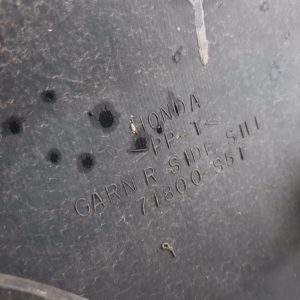 HONDA
>PP-T<
GARN R SIDE SILL
71800-S5T